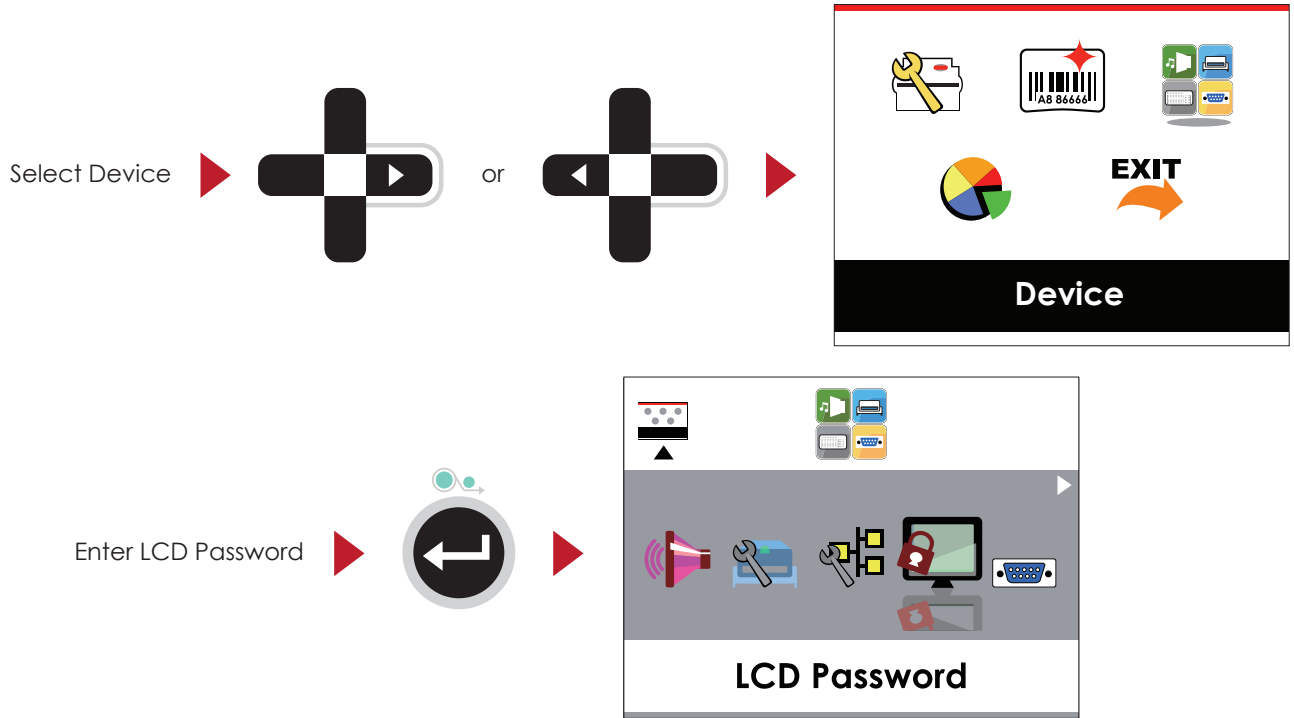 Select Device
or
A8 86666
EXIT
Device
Enter LCD Password
LCD Password